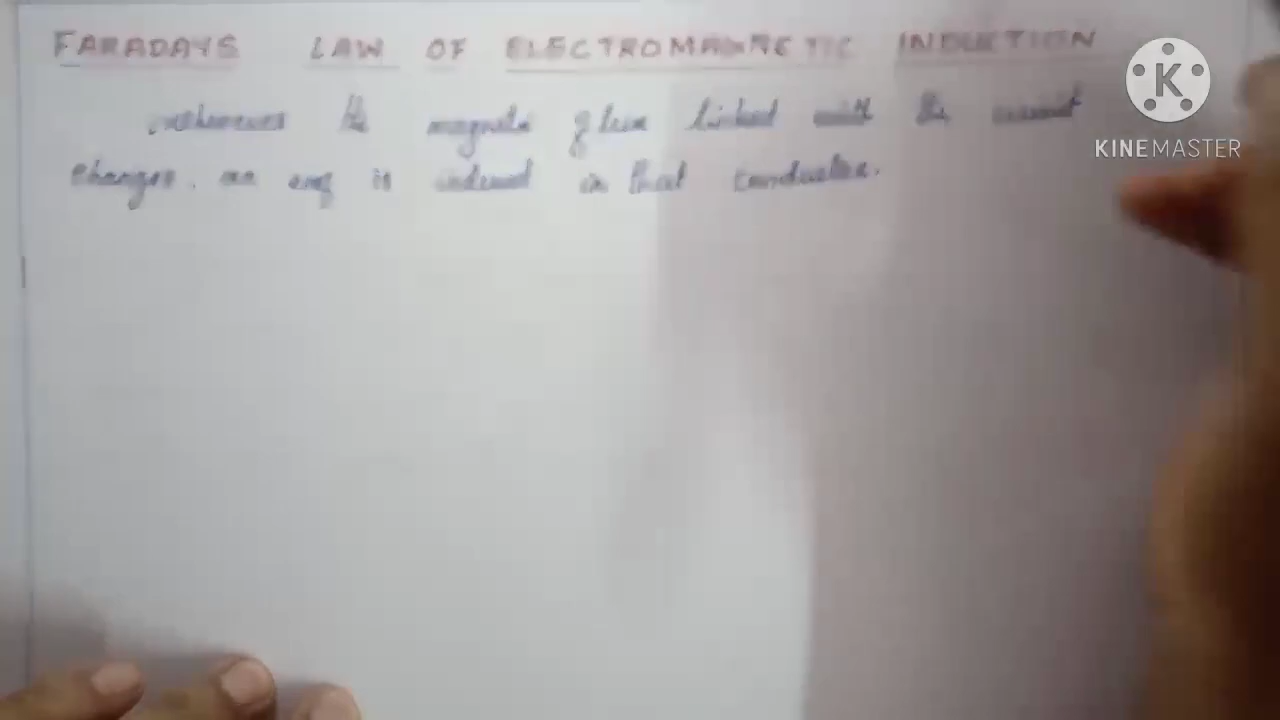 FARADAYS LAW OF ELECTROMAGNETIC INDUCTION
K
KINEMASTER
whenever the magnetic flux linked with the circuit
changes, an emf is induced in that conductor.